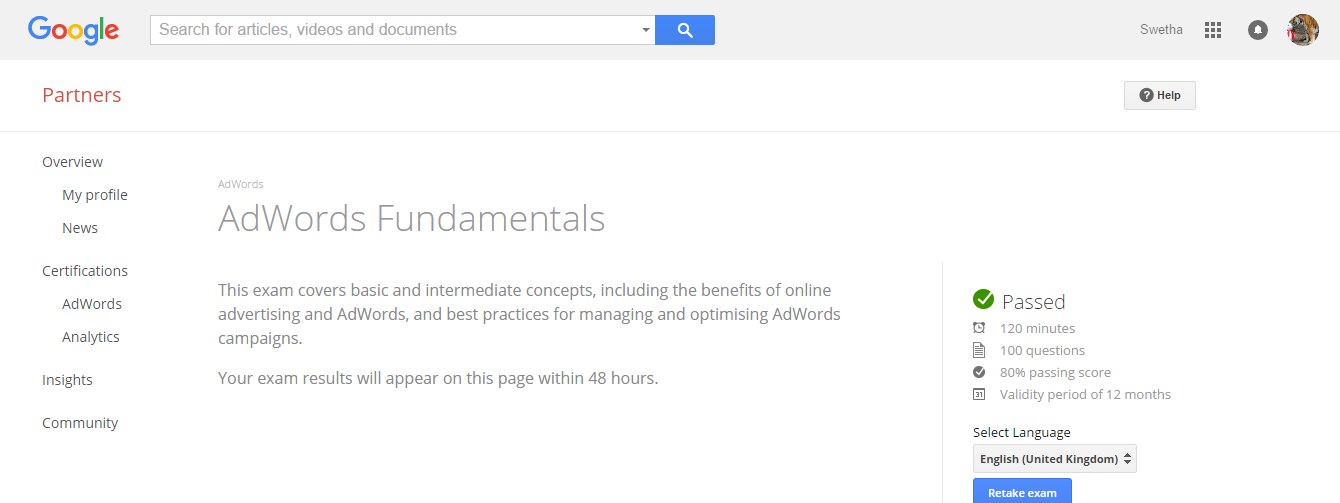 Google
Search for articles, videos and documents
Swetha
Partners
? Help
Overview
My profile
News
Certifications
AdWords
Analytics
Insights
Community
AdWords
AdWords Fundamentals
This exam covers basic and intermediate concepts, including the benefits of online
advertising and AdWords, and best practices for managing and optimising AdWords
campaigns.
Your exam results will appear on this page within 48 hours.
Passed
120 minutes
100 questions
80% passing score
31 Validity period of 12 months
Select Language
English (United Kingdom)
Retake exam